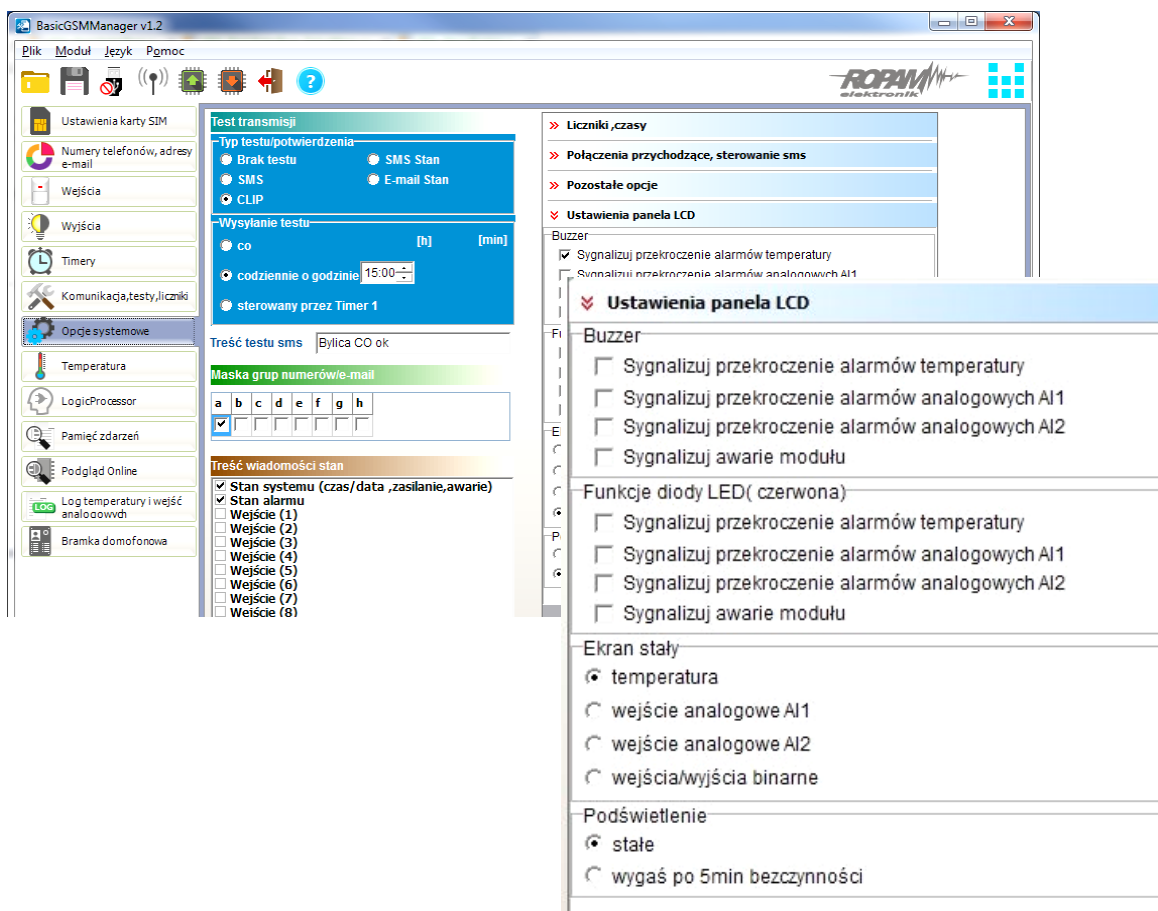 BasicGSMManager v1.2
Plik Moduł Język Pomoc
ROPAM
elektronik
Ustawienia karty SIM
Numery telefonów, adresy
e-mail
Wejścia
Wyjścia
Timery
Komunikacja,testy,liczniki
Opcje systemowe
Temperatura
LogicProcessor
Pamięć zdarzeń
Podgląd Online
LOG
Log temperatury i wejść
analogowych
Bramka domofonowa
Test transmisji
Typ testu/potwierdzenia
Brak testu SMS Stan
SMS E-mail Stan
CLIP
Wysyłanie testu
co [h] [min]
codziennie o godzinie 15:00
sterowany przez Timer 1
Treść testu sms Bylica CO ok
Maska grup numerów/e-mail
a b c d e f g h
Treść wiadomości stan
Stan systemu (czas/data ,zasilanie,awarie)
Stan alarmu
Wejście (1)
Wejście (2)
Wejście (3)
Wejście (4)
Wejście (5)
Wejście (6)
Wejście (7)
Wejście (8)
Liczniki ,czasy
Połączenia przychodzące, sterowanie sms
Pozostałe opcje
Ustawienia panela LCD
Buzzer
Sygnalizuj przekroczenie alarmów temperatury
Sygnalizuj przekroczenie alarmów analogowych AI1
Ustawienia panela LCD
Buzzer
Sygnalizuj przekroczenie alarmów temperatury
Sygnalizuj przekroczenie alarmów analogowych AI1
Sygnalizuj przekroczenie alarmów analogowych AI2
Sygnalizuj awarie modułu
Funkcje diody LED( czerwona)
Sygnalizuj przekroczenie alarmów temperatury
Sygnalizuj przekroczenie alarmów analogowych AI1
Sygnalizuj przekroczenie alarmów analogowych AI2
Sygnalizuj awarie modułu
Ekran stały
temperatura
wejście analogowe AI1
wejście analogowe AI2
wejścia/wyjścia binarne
Podświetlenie
stałe
wygaś po 5min bezczynności